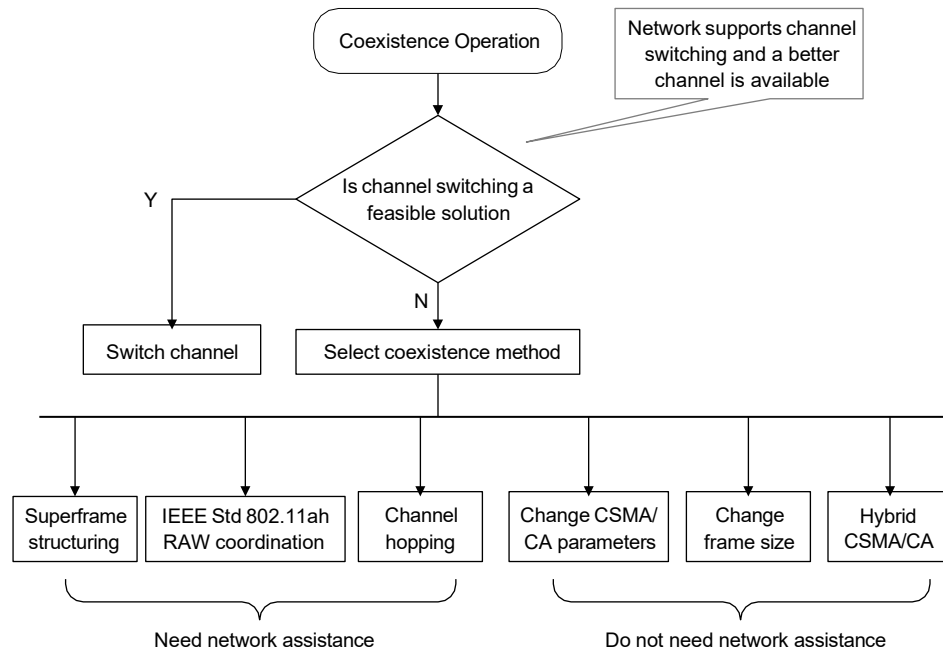 Coexistence Operation
Network supports channel
switching and a better
channel is available
Is channel switching a
feasible solution
Y
N
Switch channel
Select coexistence method
Superframe
structuring
IEEE Std 802.11ah
RAW coordination
Channel
hopping
Change CSMA/
CA parameters
Change
frame size
Hybrid
CSMA/CA
Need network assistance
Do not need network assistance